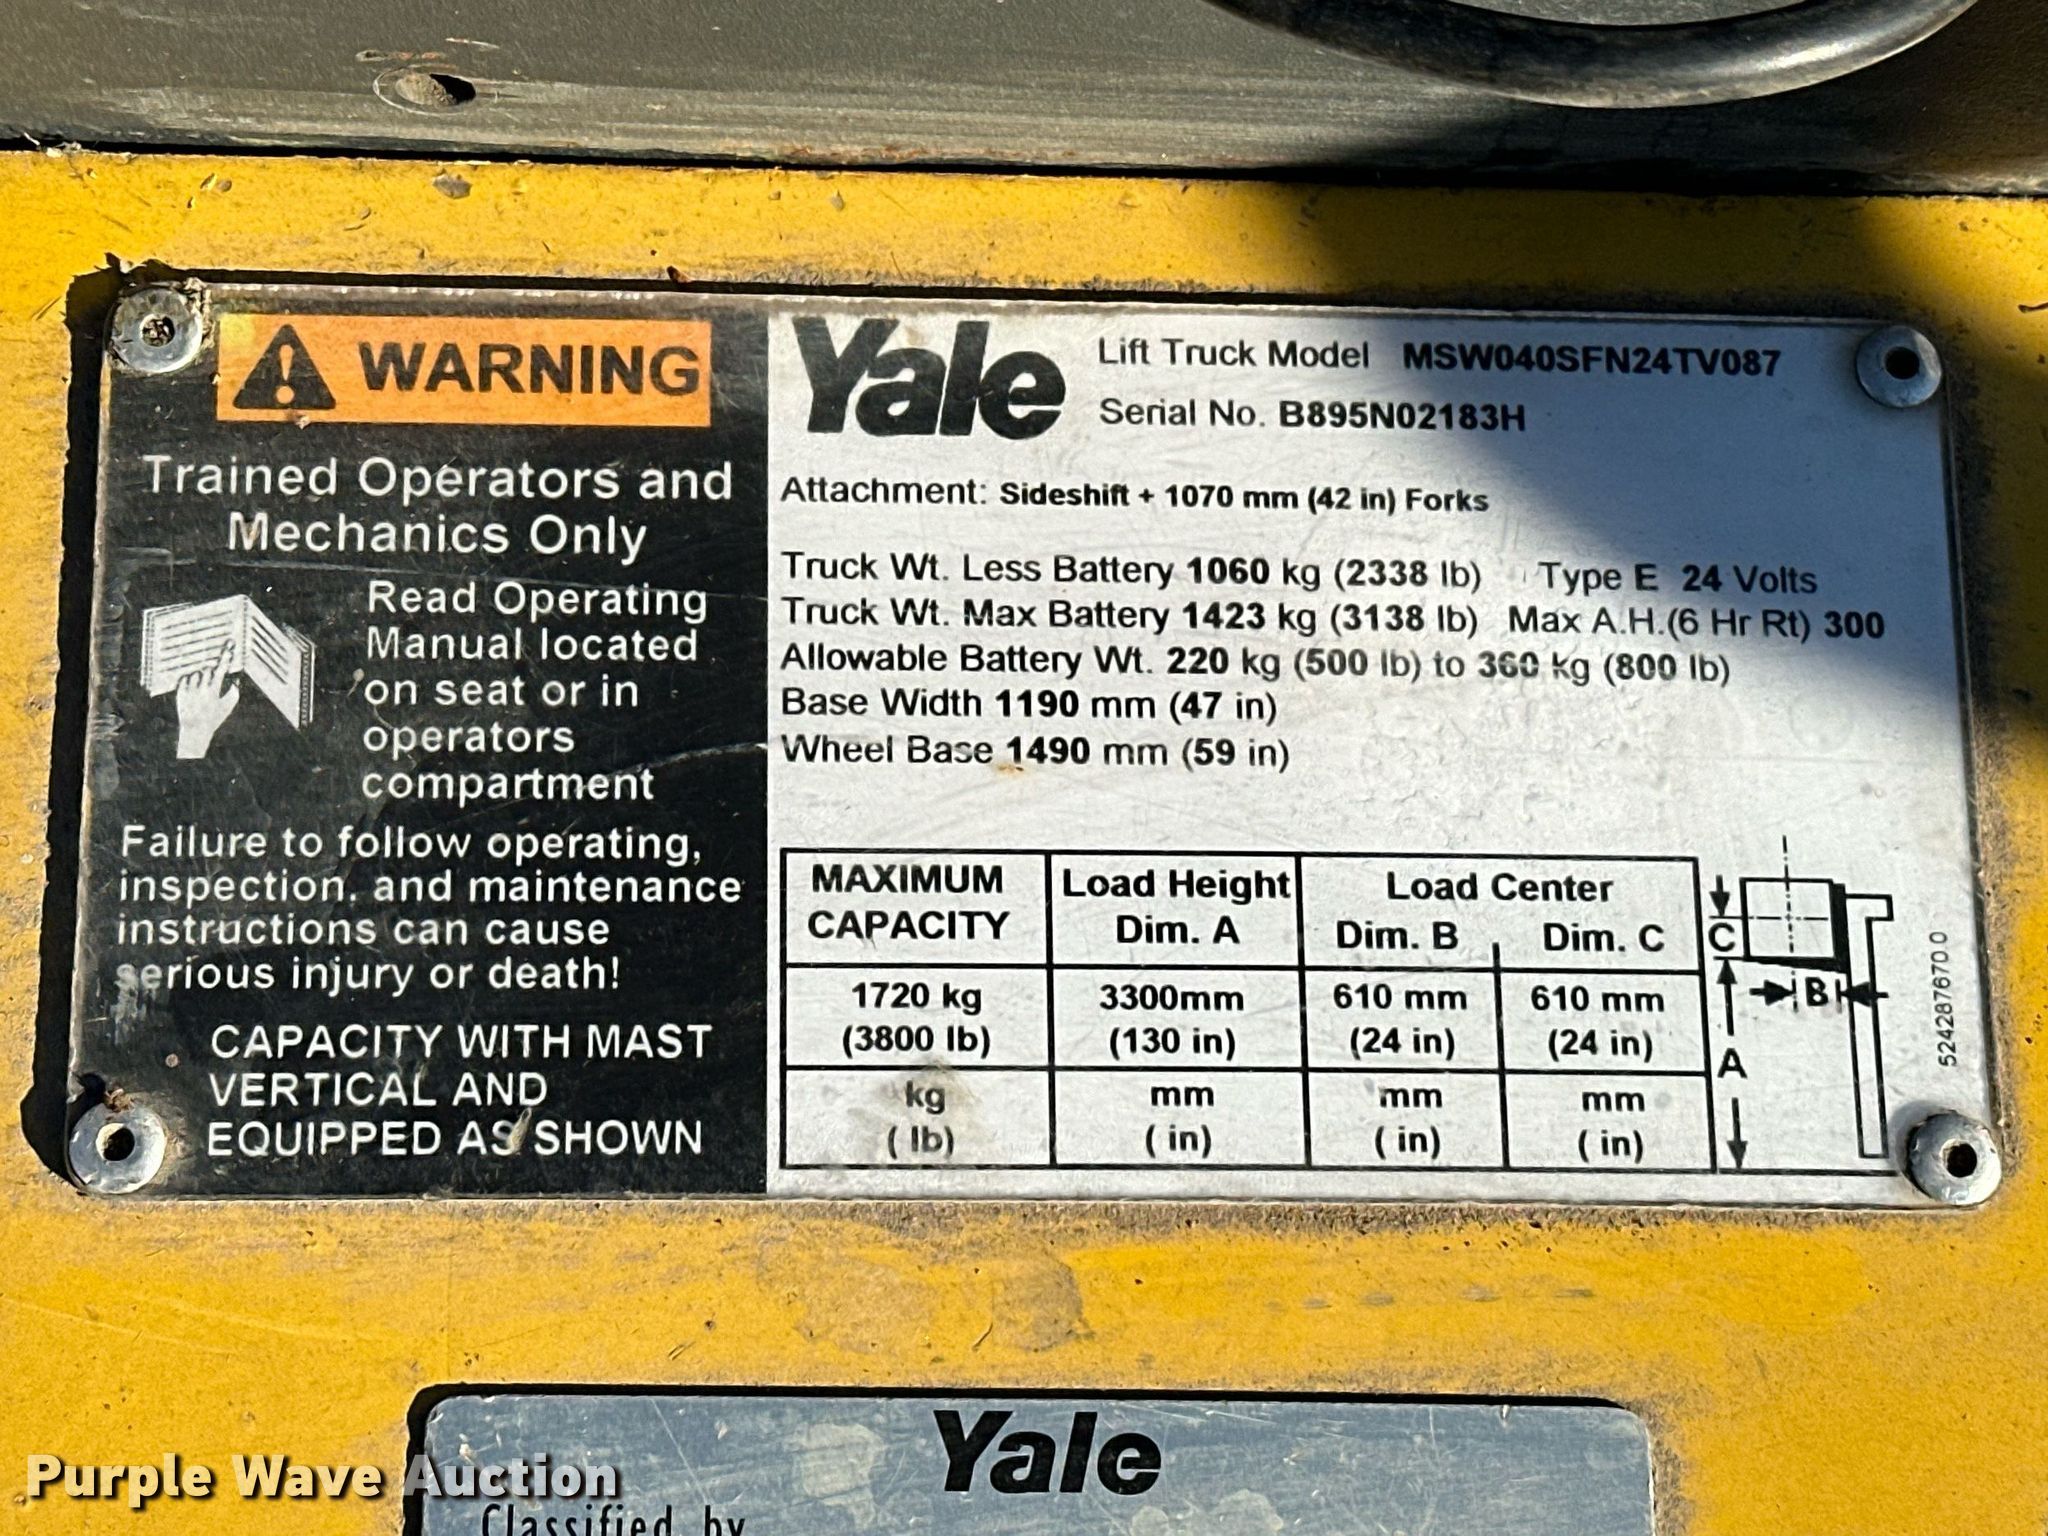 WARNING
Trained Operators and
Mechanics Only
Read Operating
Manual located
on seat or in
operators
compartment
Failure to follow operating,
inspection, and maintenance
instructions can cause
serious injury or death!
CAPACITY WITH MAST
VERTICAL AND
EQUIPPED AS SHOWN
Yale
Lift Truck Model MSW040SFN24TV087
Serial No. B895N02183H
Attachment: Sideshift + 1070 mm (42 in) Forks
Truck Wt. Less Battery 1060 kg (2338 lb) Type E 24 Volts
Truck Wt. Max Battery 1423 kg (3138 lb) Max A.H.(6 Hr Rt) 300
Allowable Battery Wt. 220 kg (500 lb) to 360 kg (800 lb)
Base Width 1190 mm (47 in)
Wheel Base 1490 mm (59 in)
MAXIMUM CAPACITY Load Height Dim. A Load Center Dim. B Dim. C
1720 kg 3300mm 610 mm 610 mm
(3800 lb) (130 in) (24 in) (24 in)
kg mm mm mm
( lb) ( in) ( in) ( in)
C
B
A
524287670 0
Yale
Classified by
Purple Wave Auction